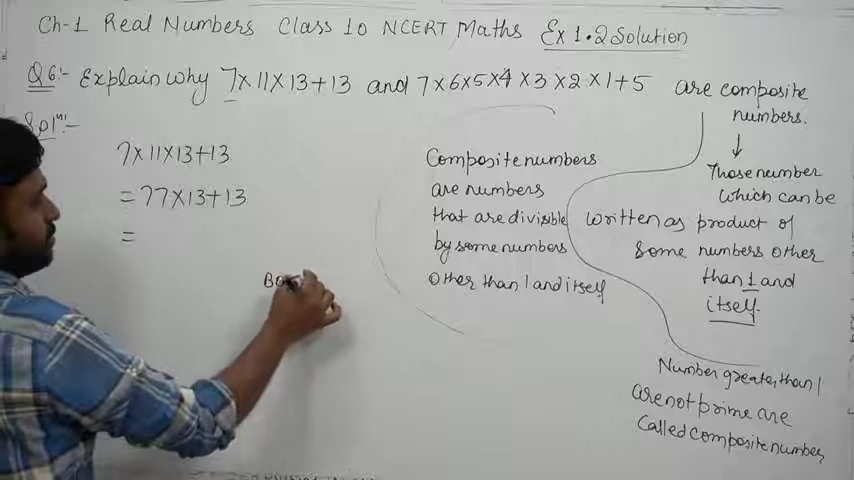 Ch-1 Real Numbers Class 10 NCERT Maths Ex 1.2 Solution
Q6:- Explain why 7×11×13+13 and 7×6×5×4×3×2×1+5 are composite
numbers.
Solⁿ:-
7×11×13+13
= 77×13+13
=
BO
Composite numbers
are numbers
that are divisible
by some numbers
Other than 1 and itself
Those number
which can be
written as product of
some numbers other
than 1 and
itself.
Number greater than 1
are not prime are
Called composite number